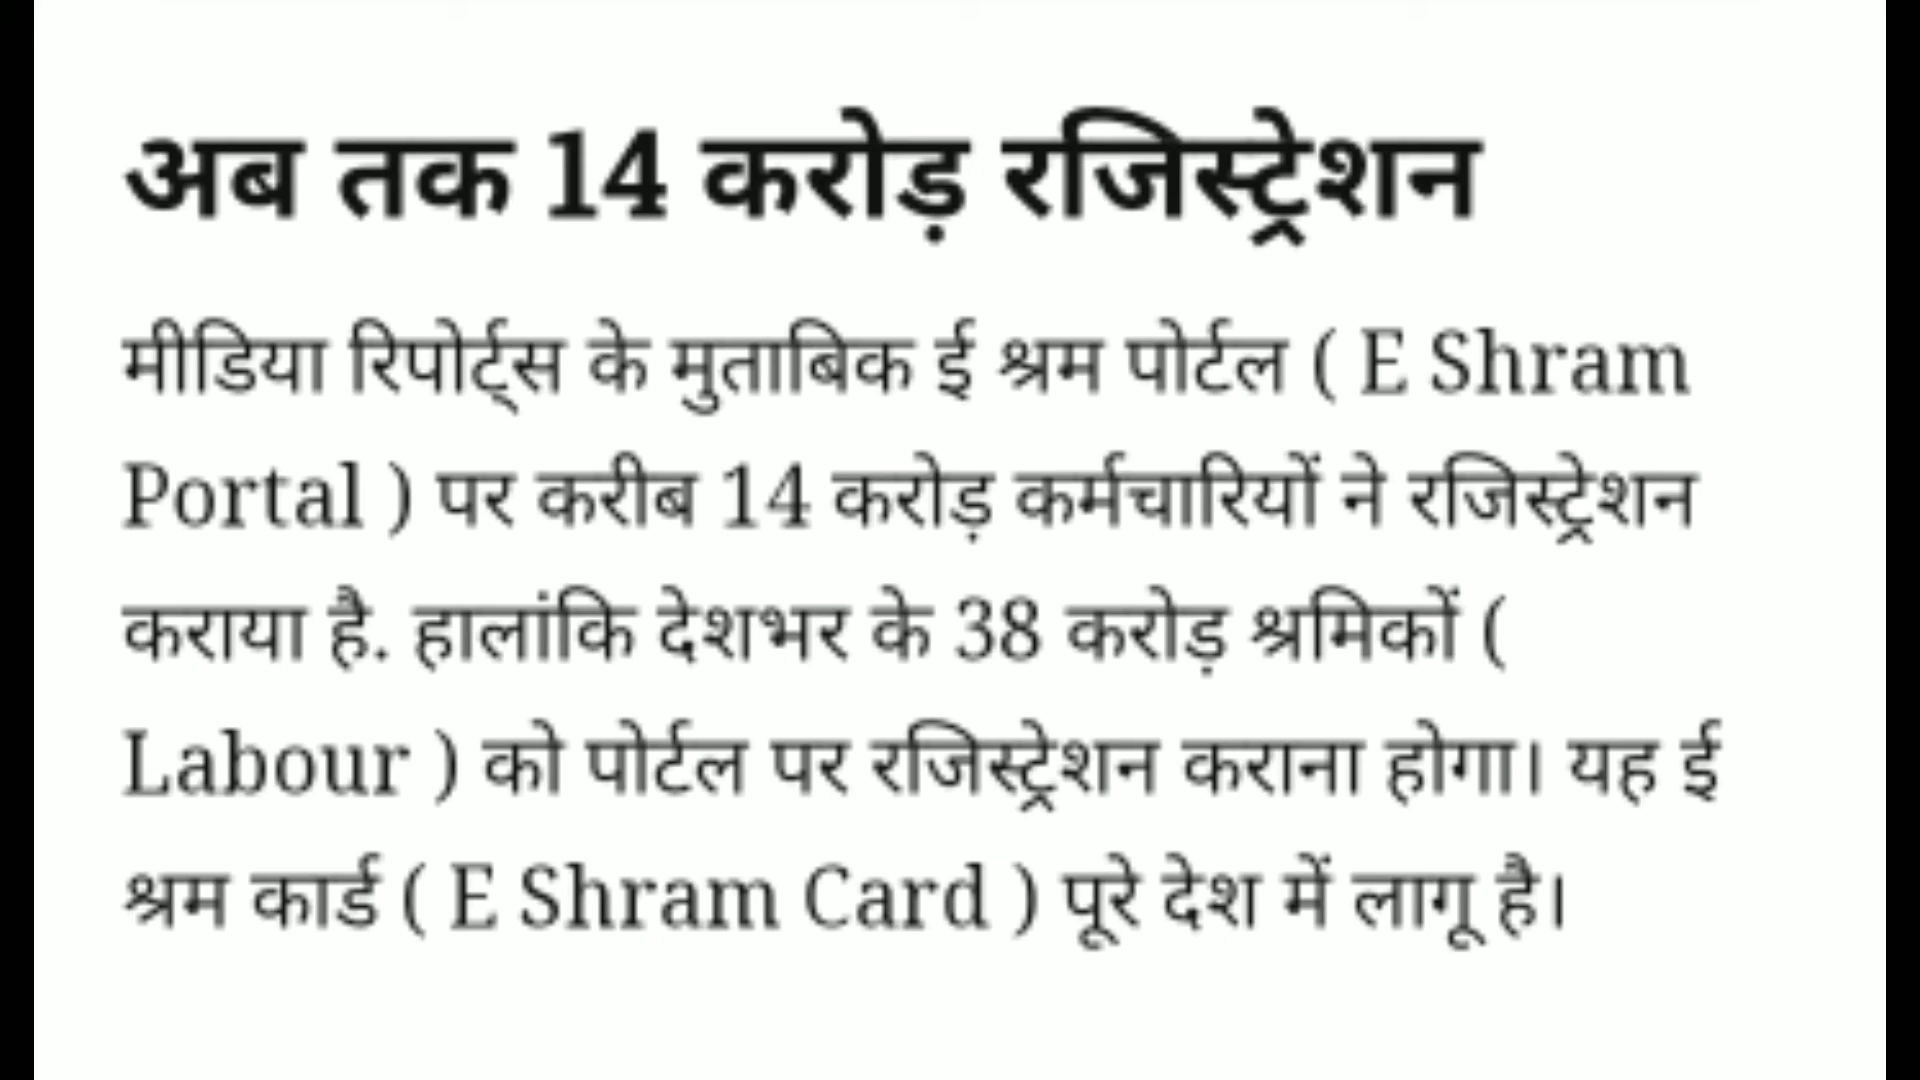 अब तक 14 करोड़ रजिस्ट्रेशन
मीडिया रिपोर्ट्स के मुताबिक ई श्रम पोर्टल ( E Shram
Portal ) पर करीब 14 करोड़ कर्मचारियों ने रजिस्ट्रेशन
कराया है. हालांकि देशभर के 38 करोड़ श्रमिकों (
Labour ) को पोर्टल पर रजिस्ट्रेशन कराना होगा। यह ई
श्रम कार्ड ( E Shram Card ) पूरे देश में लागू है।